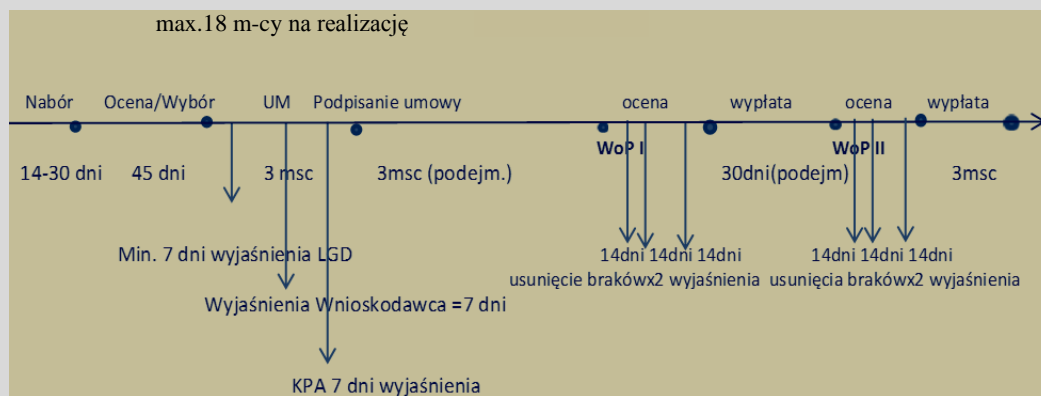 max.18 m-cy na realizację
Nabór Ocena/Wybór UM Podpisanie umowy ocena wypłata ocena wypłata
WoP I WoP II
14-30 dni 45 dni 3 msc 3msc (podejm.) 30dni(podejm) 3msc
Min. 7 dni wyjaśnienia LGD 14dni 14dni 14dni 14dni 14dni 14dni
usunięcie brakówx2 wyjaśnienia usunięcia brakówx2 wyjaśnienia
Wyjaśnienia Wnioskodawca =7 dni
KPA 7 dni wyjaśnienia